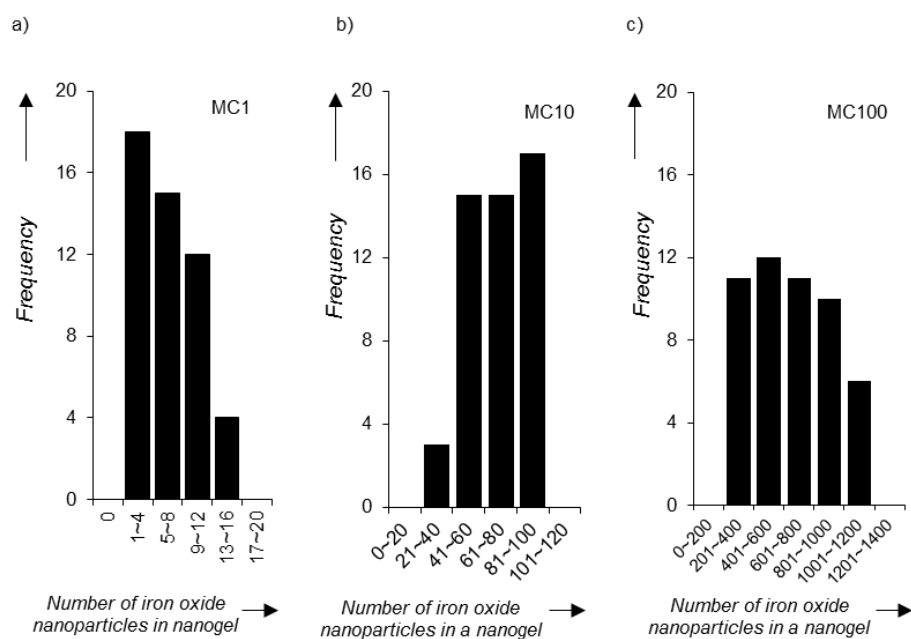 a)
20
16
12
8
4
0
Frequency
MC1
0
1~4
5~8
9~12
13~16
17~20
Number of iron oxide
nanoparticles in nanogel
b)
20
16
12
8
4
0
Frequency
MC10
0~20
21~40
41~60
61~80
81~100
101~120
Number of iron oxide
nanoparticles in a nanogel
c)
20
16
12
8
4
0
Frequency
MC100
0~200
201~400
401~600
601~800
801~1000
1001~1200
1201~1400
Number of iron oxide
nanoparticles in a nanogel